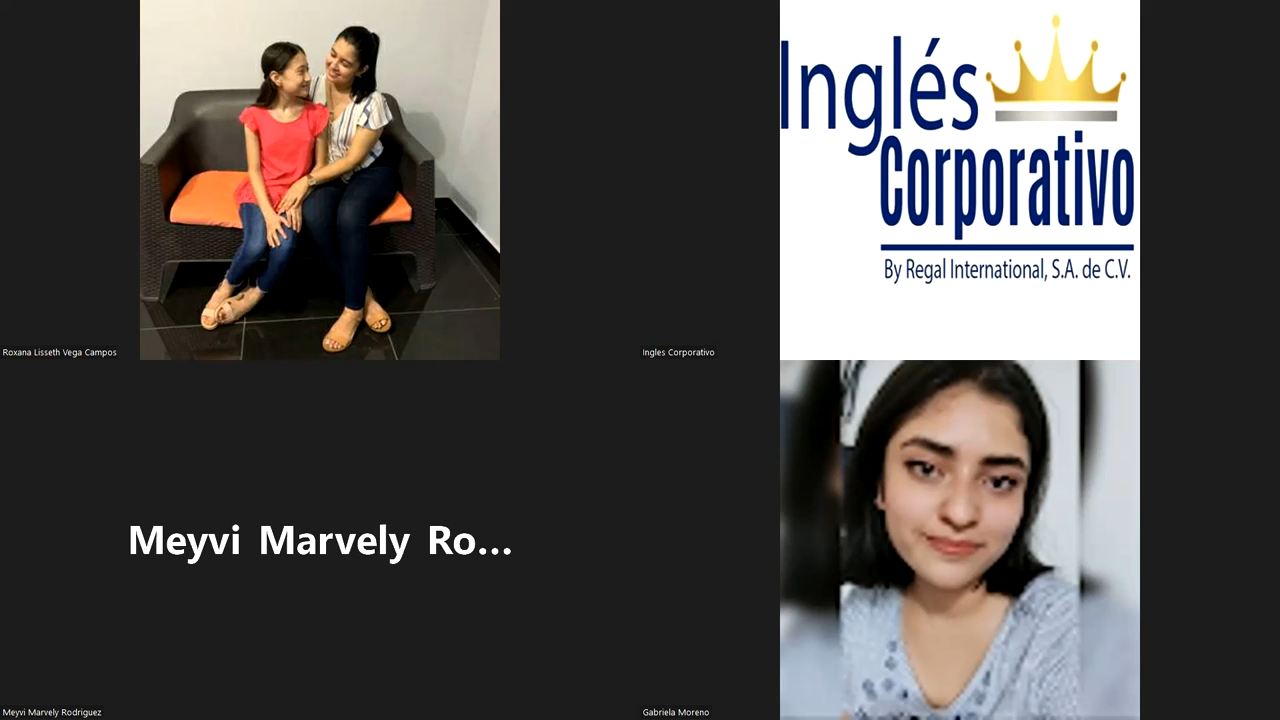 Inglés
Corporativo
By Regal International, S.A. de C.V.
Roxana Lisseth Vega Campos
Ingles Corporativo
Meyvi Marvely Ro...
Meyvi Marvely Rodriguez
Gabriela Moreno